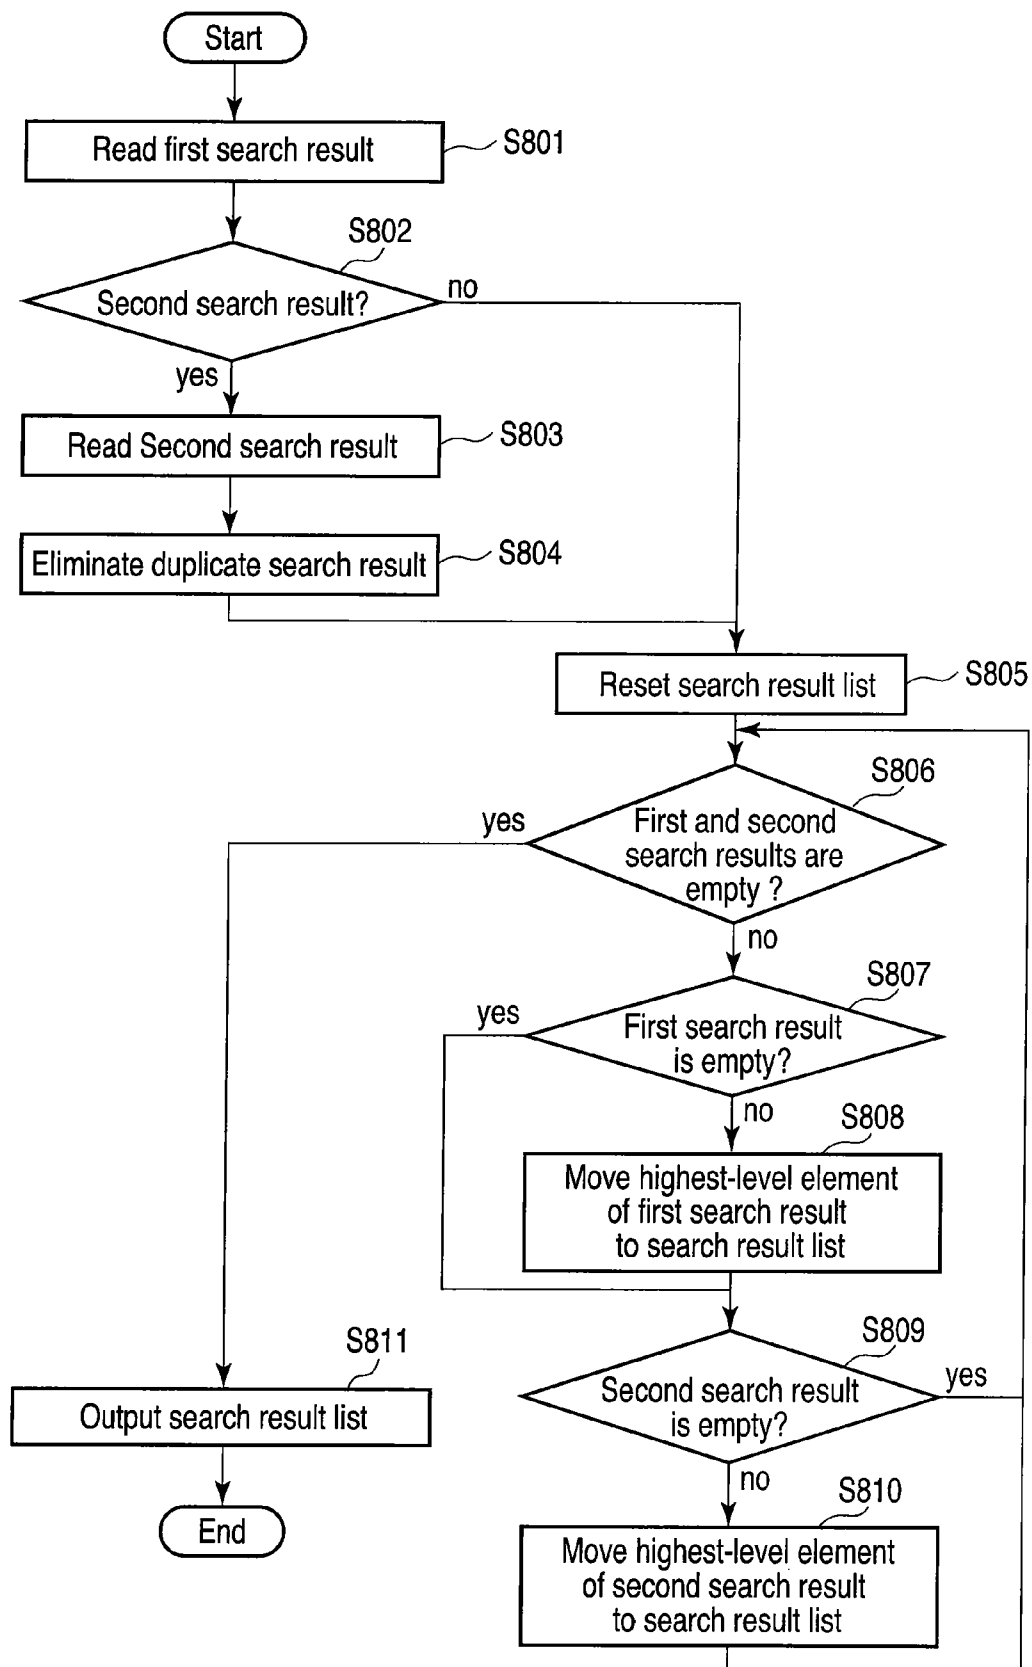 Start
Read first search result
S801
S802
Second search result?
no
yes
Read Second search result
S803
Eliminate duplicate search result
S804
Reset search result list
S805
S806
yes
First and second
search results are
empty ?
no
S807
yes
First search result
is empty?
no
S808
Move highest-level element
of first search result
to search result list
S811
Output search result list
S809
Second search result
is empty?
yes
no
End
S810
Move highest-level element
of second search result
to search result list